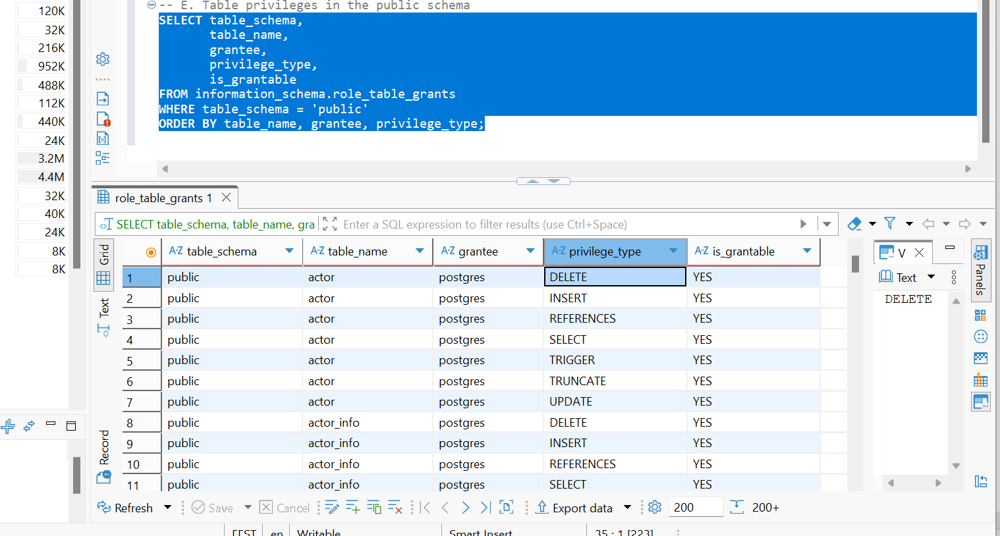 120K
32K
216K
952K
488K
112K
440K
24K
3.2M
4.4M
32K
40K
24K
8K
8K
-- E. Table privileges in the public schema
SELECT table_schema,
table_name,
grantee,
privilege_type,
is_grantable
FROM information_schema.role_table_grants
WHERE table_schema = 'public'
ORDER BY table_name, grantee, privilege_type;
role_table_grants 1
SELECT table_schema, table_name, gra
Enter a SQL expression to filter results (use Ctrl+Space)
Grid
Text
Record
A-Z table_schema A-Z table_name A-Z grantee A-Z privilege_type A-Z is_grantable
1 public actor postgres DELETE YES
2 public actor postgres INSERT YES
3 public actor postgres REFERENCES YES
4 public actor postgres SELECT YES
5 public actor postgres TRIGGER YES
6 public actor postgres TRUNCATE YES
7 public actor postgres UPDATE YES
8 public actor_info postgres DELETE YES
9 public actor_info postgres INSERT YES
10 public actor_info postgres REFERENCES YES
11 public actor_info postgres SELECT YES
V
Text
DELETE
Panels
Refresh Save Cancel Export data 200 200+
EEST en Writable Smart Insert 35 : 1 [223]